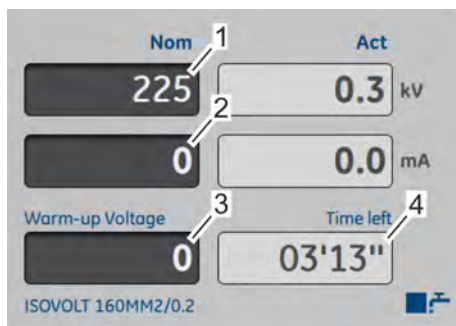 Nom 1 Act
225 0.3 kV
2
0 0.0 mA
Warm-up Voltage 3 Time left 4
0 03'13"
ISOVOLT 160MM2/0.2